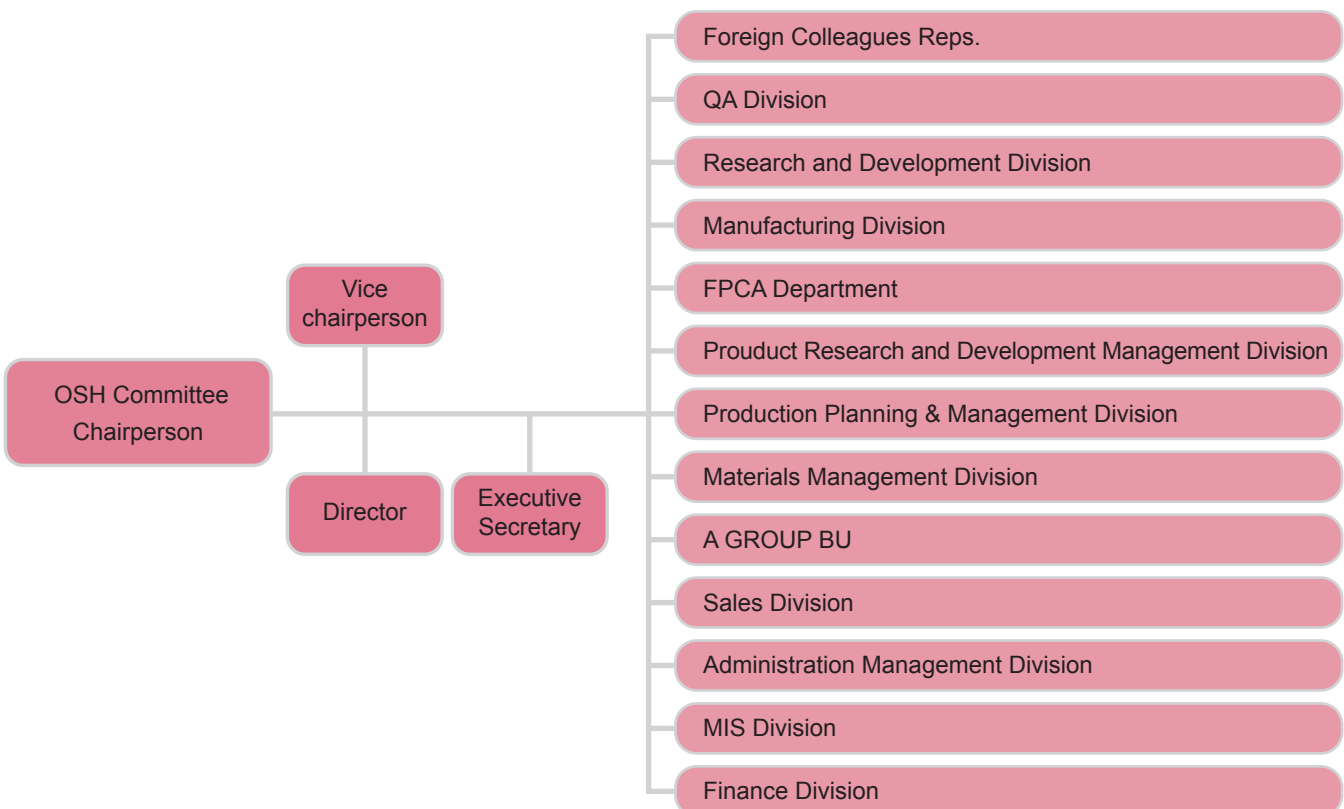 OSH Committee
Chairperson
Vice
chairperson
Director
Executive
Secretary
Foreign Colleagues Reps.
QA Division
Research and Development Division
Manufacturing Division
FPCA Department
Prouduct Research and Development Management Division
Production Planning & Management Division
Materials Management Division
A GROUP BU
Sales Division
Administration Management Division
MIS Division
Finance Division